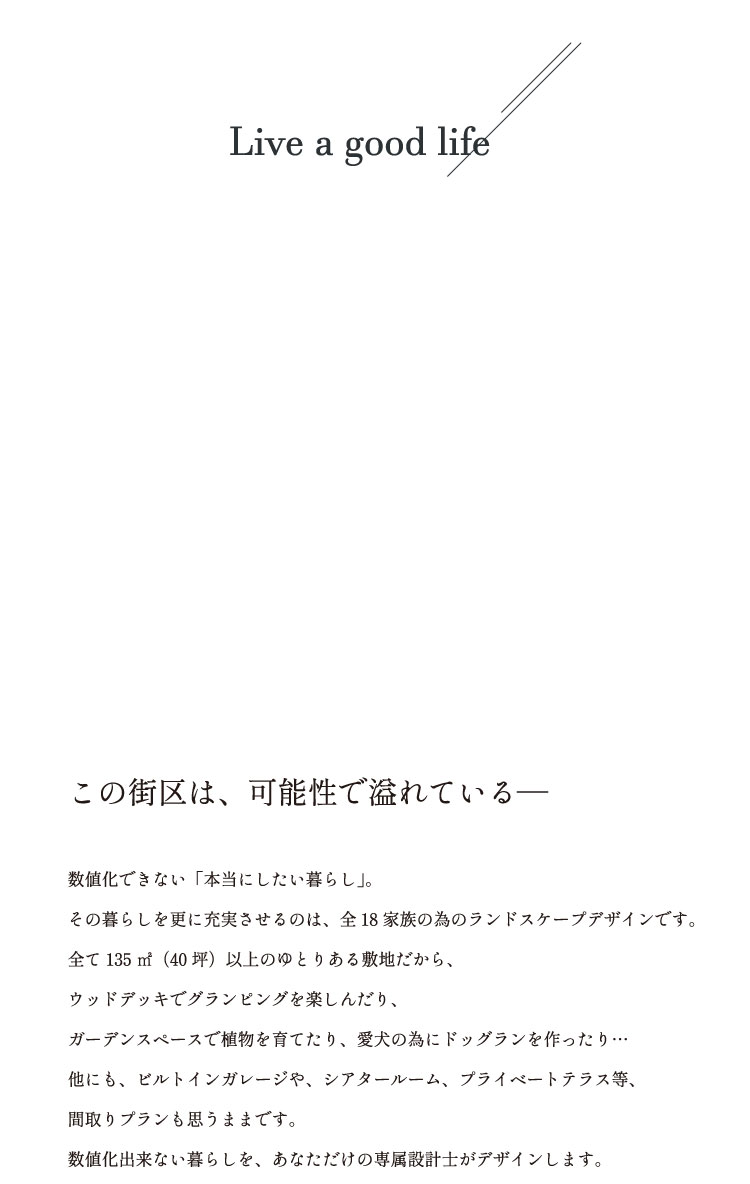 Live a good life
この街区は、可能性で溢れている―
数値化できない「本当にしたい暮らし」。
その暮らしを更に充実させるのは、全 18 家族の為のランドスケープデザインです。
全て 135 ㎡（40 坪）以上のゆとりある敷地だから、
ウッドデッキでグランピングを楽しんだり、
ガーデンスペースで植物を育てたり、愛犬の為にドッグランを作ったり…
他にも、ビルトインガレージや、シアタールーム、プライベートテラス等、
間取りプランも思うままです。
数値化出来ない暮らしを、あなただけの専属設計士がデザインします。